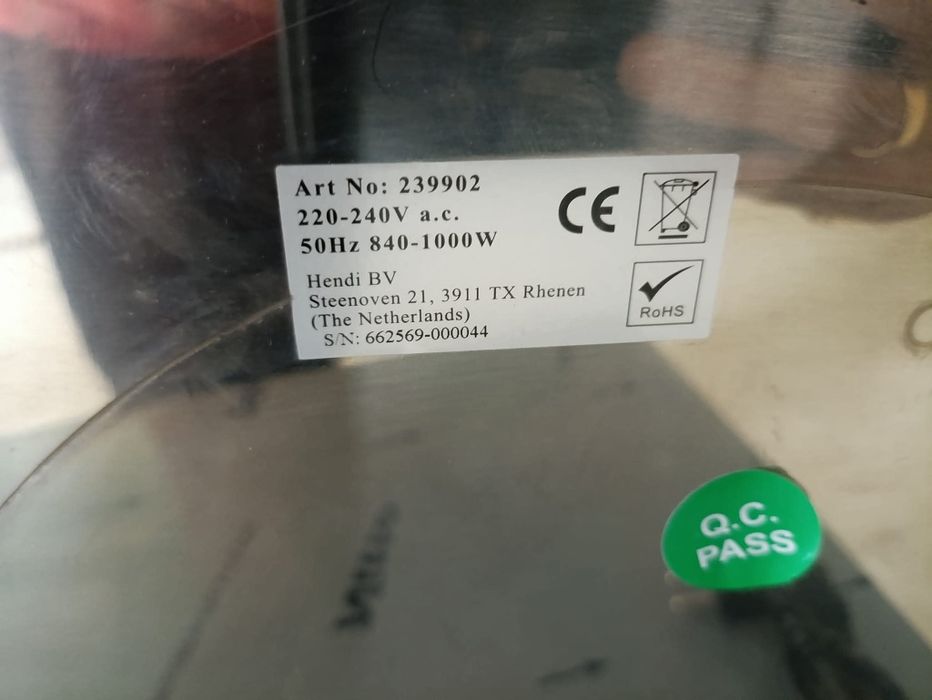 Art No: 239902
220-240V a.c.
50Hz 840-1000W
Hendi BV
Steenoven 21, 3911 TX Rhenen
(The Netherlands)
S/N: 662569-000044
CE
RoHS
Q.C.
PASS